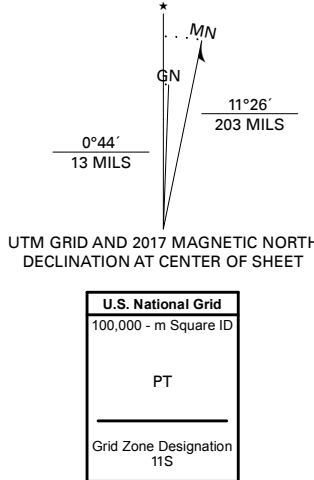 ★
MN
GN
11°26´
203 MILS
0°44´
13 MILS
UTM GRID AND 2017 MAGNETIC NORTH
DECLINATION AT CENTER OF SHEET
U.S. National Grid
100,000 - m Square ID
PT
Grid Zone Designation
11S